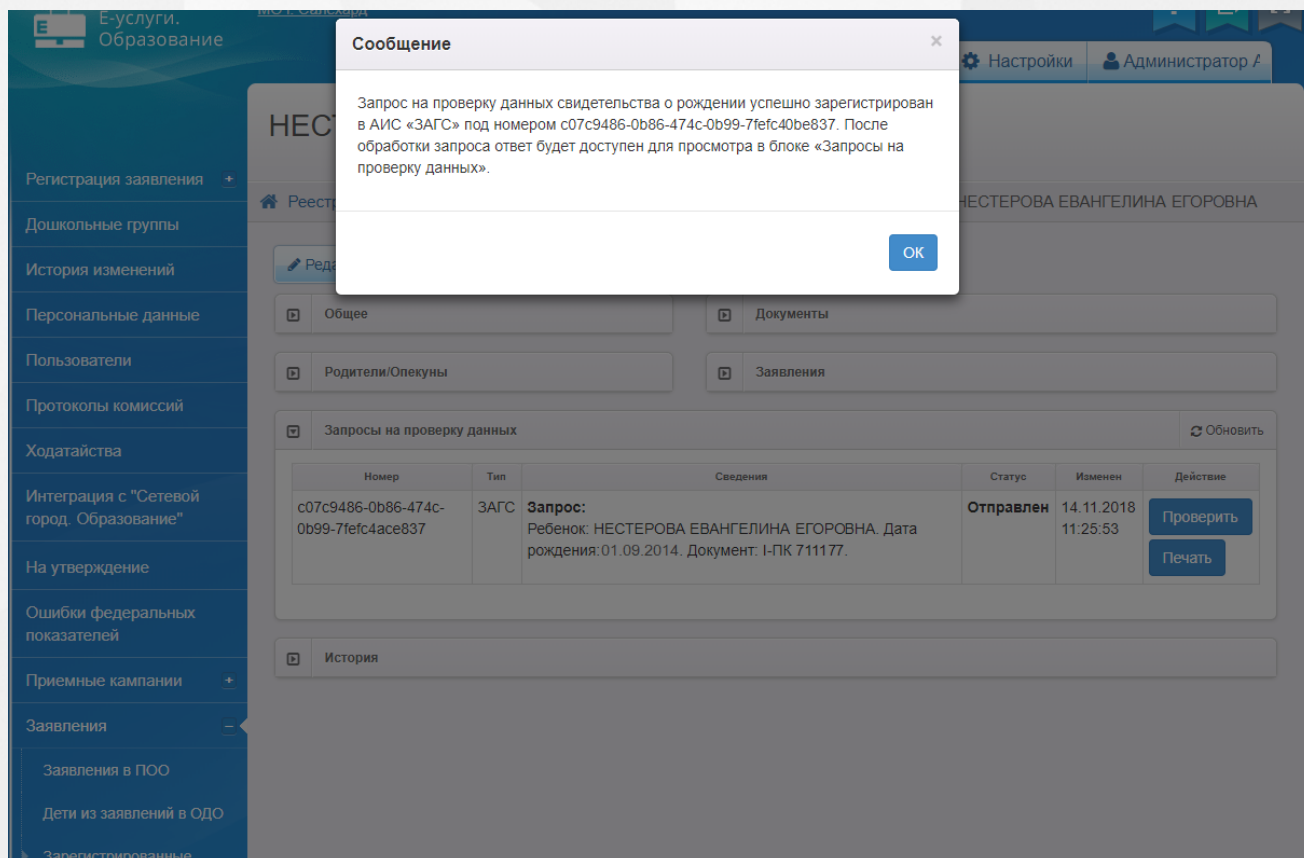 Е-услуги.
Образование
МО г. Салехард
Настройки
Администратор А
Сообщение
×
Запрос на проверку данных свидетельства о рождении успешно зарегистрирован
в АИС «ЗАГС» под номером c07c9486-0b86-474c-0b99-7fefc40be837. После
обработки запроса ответ будет доступен для просмотра в блоке «Запросы на
проверку данных».
ОК
НЕСТ
Реестр
НЕСТЕРОВА ЕВАНГЕЛИНА ЕГОРОВНА
Реда
Регистрация заявления +
Дошкольные группы
История изменений
Персональные данные
Пользователи
Протоколы комиссий
Ходатайства
Интеграция с "Сетевой
город. Образование"
На утверждение
Ошибки федеральных
показателей
Приемные кампании +
Заявления −
Заявления в ПОО
Дети из заявлений в ОДО
Зарегистрированные
Общее
Документы
Родители/Опекуны
Заявления
Запросы на проверку данных
Обновить
Номер Тип Сведения Статус Изменен Действие
c07c9486-0b86-474c-
0b99-7fefc4ace837
ЗАГС
Запрос:
Ребенок: НЕСТЕРОВА ЕВАНГЕЛИНА ЕГОРОВНА. Дата
рождения:01.09.2014. Документ: I-ПК 711177.
Отправлен
14.11.2018
11:25:53
Проверить
Печать
История